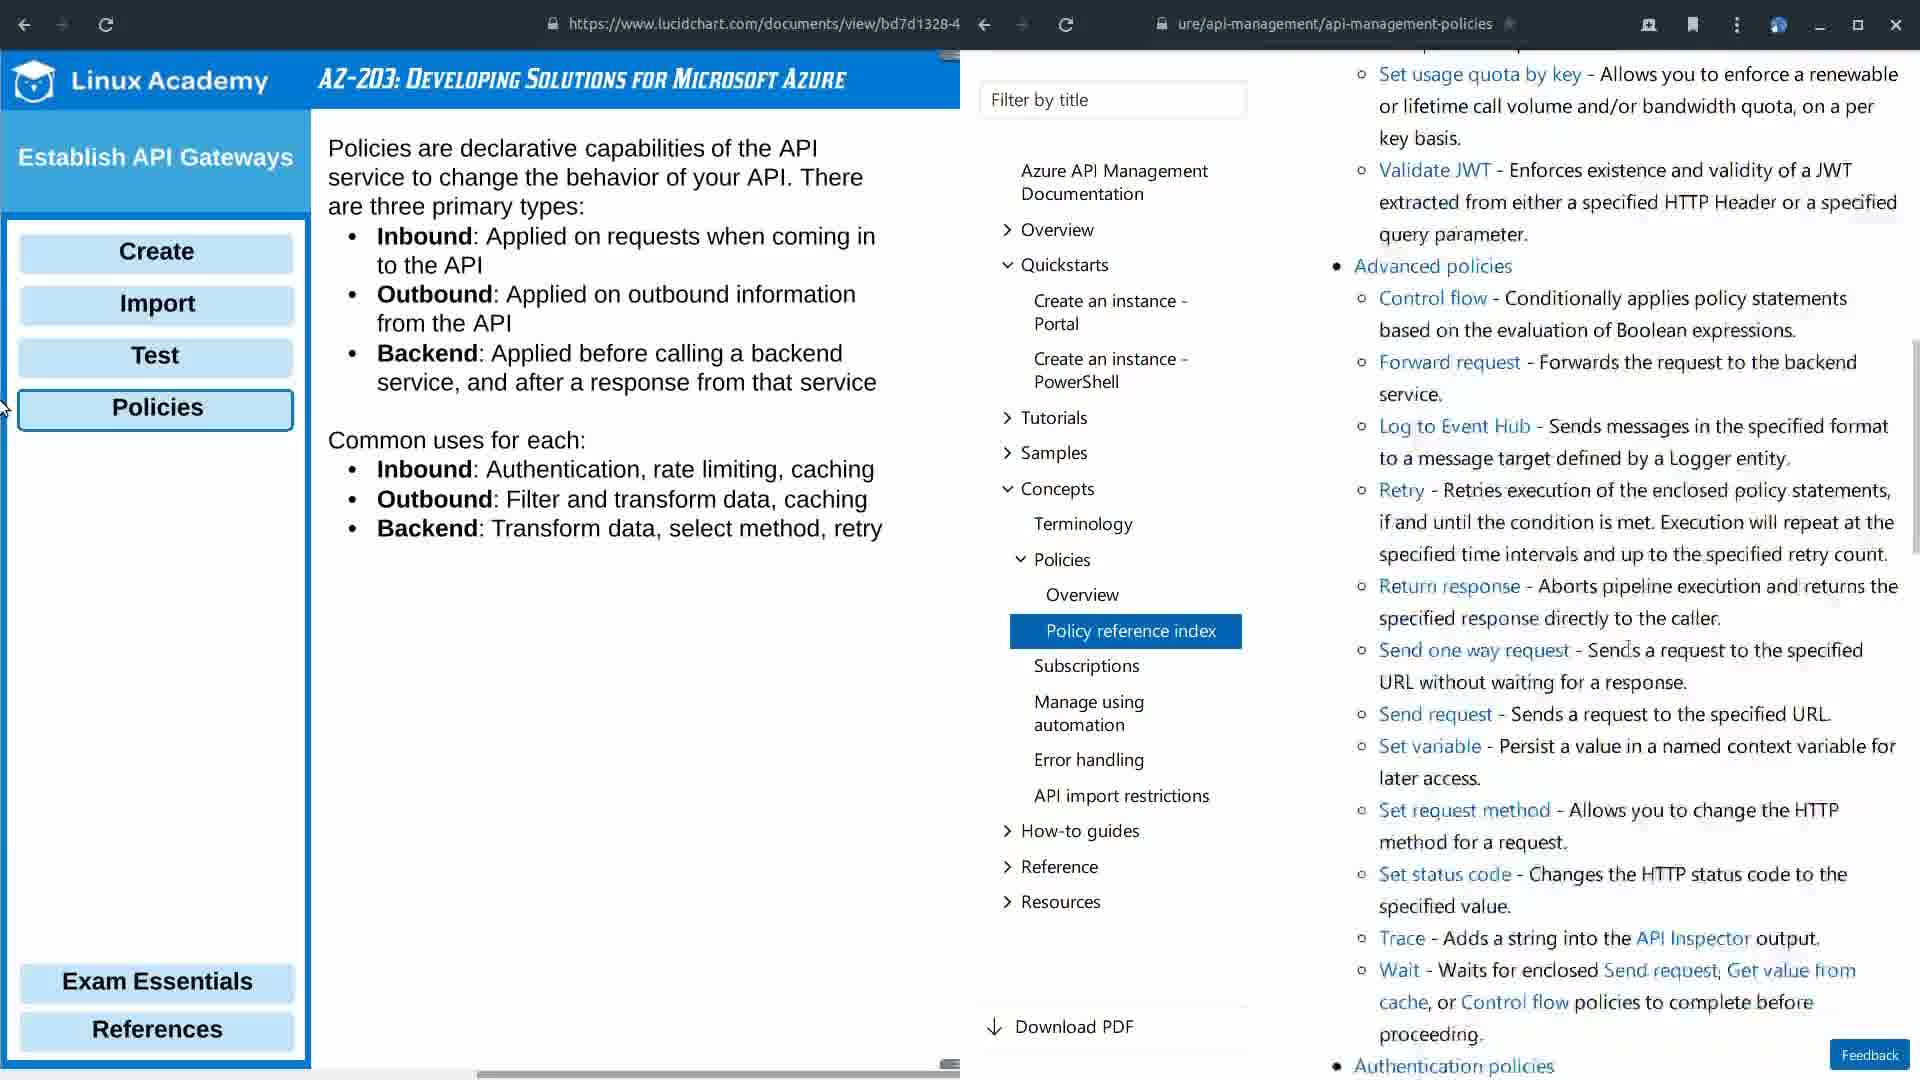 https://www.lucidchart.com/documents/view/bd7d1328-4
ure/api-management/api-management-policies
Linux Academy
AZ-203: Developing Solutions for Microsoft Azure
Establish API Gateways
Create
Import
Test
Policies
Exam Essentials
References
Policies are declarative capabilities of the API
service to change the behavior of your API. There
are three primary types:
• Inbound: Applied on requests when coming in
to the API
• Outbound: Applied on outbound information
from the API
• Backend: Applied before calling a backend
service, and after a response from that service
Common uses for each:
• Inbound: Authentication, rate limiting, caching
• Outbound: Filter and transform data, caching
• Backend: Transform data, select method, retry
Filter by title
Azure API Management
Documentation
Overview
Quickstarts
Create an instance -
Portal
Create an instance -
PowerShell
Tutorials
Samples
Concepts
Terminology
Policies
Overview
Policy reference index
Subscriptions
Manage using
automation
Error handling
API import restrictions
How-to guides
Reference
Resources
Download PDF
Set usage quota by key - Allows you to enforce a renewable
or lifetime call volume and/or bandwidth quota, on a per
key basis.
Validate JWT - Enforces existence and validity of a JWT
extracted from either a specified HTTP Header or a specified
query parameter.
Advanced policies
Control flow - Conditionally applies policy statements
based on the evaluation of Boolean expressions.
Forward request - Forwards the request to the backend
service.
Log to Event Hub - Sends messages in the specified format
to a message target defined by a Logger entity.
Retry - Retries execution of the enclosed policy statements,
if and until the condition is met. Execution will repeat at the
specified time intervals and up to the specified retry count.
Return response - Aborts pipeline execution and returns the
specified response directly to the caller.
Send one way request - Sends a request to the specified
URL without waiting for a response.
Send request - Sends a request to the specified URL.
Set variable - Persist a value in a named context variable for
later access.
Set request method - Allows you to change the HTTP
method for a request.
Set status code - Changes the HTTP status code to the
specified value.
Trace - Adds a string into the API Inspector output.
Wait - Waits for enclosed Send request, Get value from
cache, or Control flow policies to complete before
proceeding.
Authentication policies
Feedback